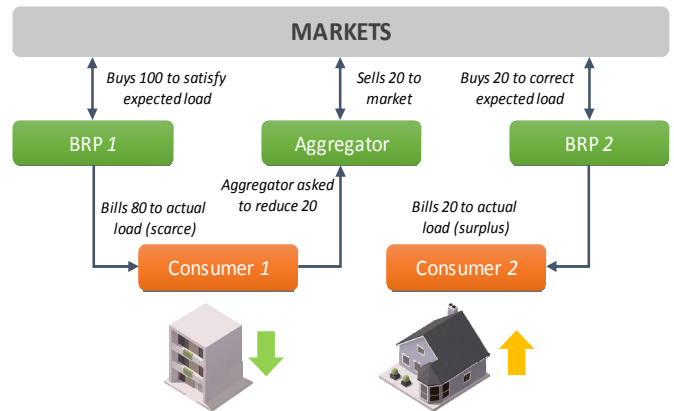 MARKETS
Buys 100 to satisfy
expected load
Sells 20 to
market
Buys 20 to correct
expected load
BRP 1
Aggregator
BRP 2
Bills 80 to actual
load (scarce)
Aggregator asked
to reduce 20
Bills 20 to actual
load (surplus)
Consumer 1
Consumer 2